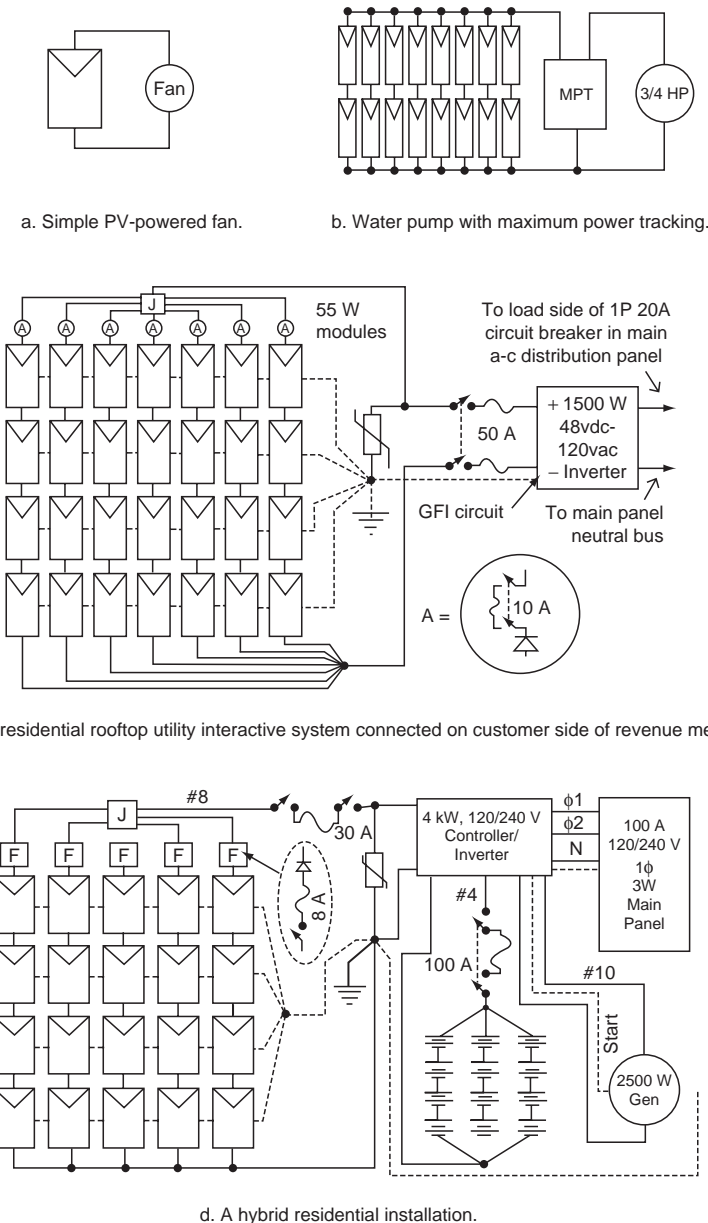 Fan
MPT
3/4 HP
a. Simple PV-powered fan.
b. Water pump with maximum power tracking.
J
A A A A A A A
55 W
modules
To load side of 1P 20A
circuit breaker in main
a-c distribution panel
50 A
+ 1500 W
48vdc-
120vac
– Inverter
GFI circuit
To main panel
neutral bus
A =
10 A
residential rooftop utility interactive system connected on customer side of revenue me
#8
J
30 A
F F F F F
8 A
4 kW, 120/240 V
Controller/
Inverter
ϕ1
ϕ2
N
100 A
120/240 V
1ϕ
3W
Main
Panel
#4
100 A
#10
Start
2500 W
Gen
d. A hybrid residential installation.